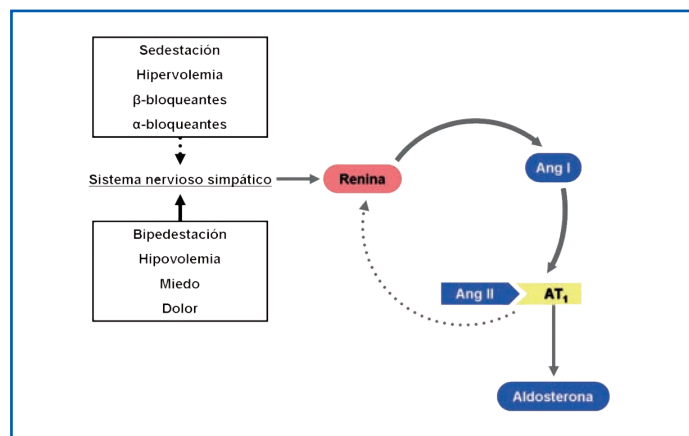 Sedestación
Hipervolemia
β-bloqueantes
α-bloqueantes
Sistema nervioso simpático
Renina
Ang I
Bipedestación
Hipovolemia
Miedo
Dolor
Ang II
AT₁
Aldosterona